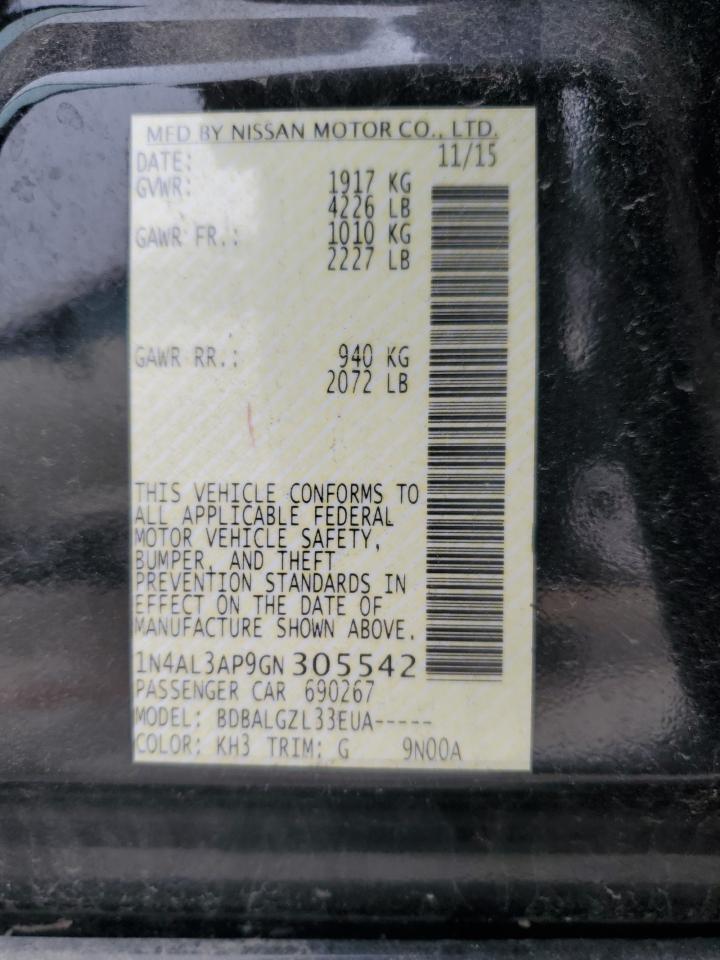 MFD BY NISSAN MOTOR CO., LTD.
DATE: 11/15
GVWR: 1917 KG
4226 LB
GAWR FR.: 1010 KG
2227 LB
GAWR RR.: 940 KG
2072 LB
THIS VEHICLE CONFORMS TO
ALL APPLICABLE FEDERAL
MOTOR VEHICLE SAFETY,
BUMPER, AND THEFT
PREVENTION STANDARDS IN
EFFECT ON THE DATE OF
MANUFACTURE SHOWN ABOVE.
1N4AL3AP9GN 305542
PASSENGER CAR 690267
MODEL: BDBALGZL33EUA-----
COLOR: KH3 TRIM: G 9N00A